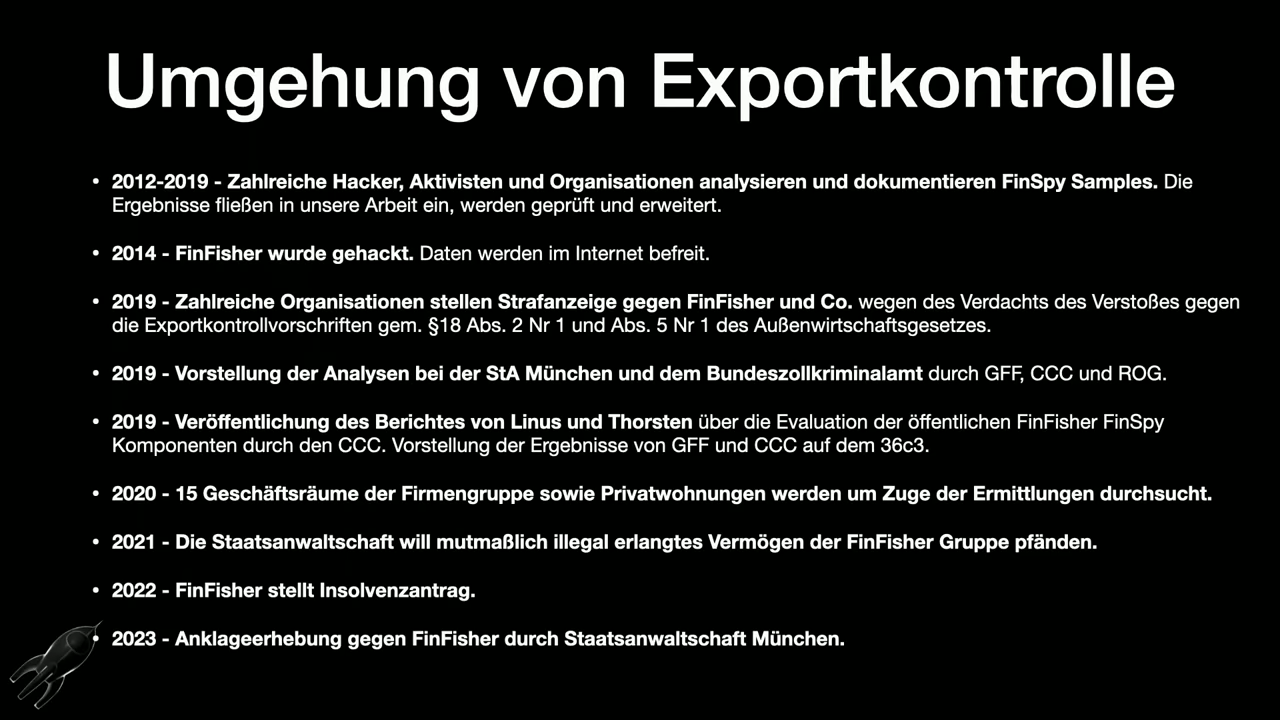 Umgehung von Exportkontrolle
• 2012-2019 - Zahlreiche Hacker, Aktivisten und Organisationen analysieren und dokumentieren FinSpy Samples. Die
Ergebnisse fließen in unsere Arbeit ein, werden geprüft und erweitert.
• 2014 - FinFisher wurde gehackt. Daten werden im Internet befreit.
• 2019 - Zahlreiche Organisationen stellen Strafanzeige gegen FinFisher und Co. wegen des Verdachts des Verstoßes gegen
die Exportkontrollvorschriften gem. §18 Abs. 2 Nr 1 und Abs. 5 Nr 1 des Außenwirtschaftsgesetzes.
• 2019 - Vorstellung der Analysen bei der StA München und dem Bundeszollkriminalamt durch GFF, CCC und ROG.
• 2019 - Veröffentlichung des Berichtes von Linus und Thorsten über die Evaluation der öffentlichen FinFisher FinSpy
Komponenten durch den CCC. Vorstellung der Ergebnisse von GFF und CCC auf dem 36c3.
• 2020 - 15 Geschäftsräume der Firmengruppe sowie Privatwohnungen werden um Zuge der Ermittlungen durchsucht.
• 2021 - Die Staatsanwaltschaft will mutmaßlich illegal erlangtes Vermögen der FinFisher Gruppe pfänden.
• 2022 - FinFisher stellt Insolvenzantrag.
• 2023 - Anklageerhebung gegen FinFisher durch Staatsanwaltschaft München.